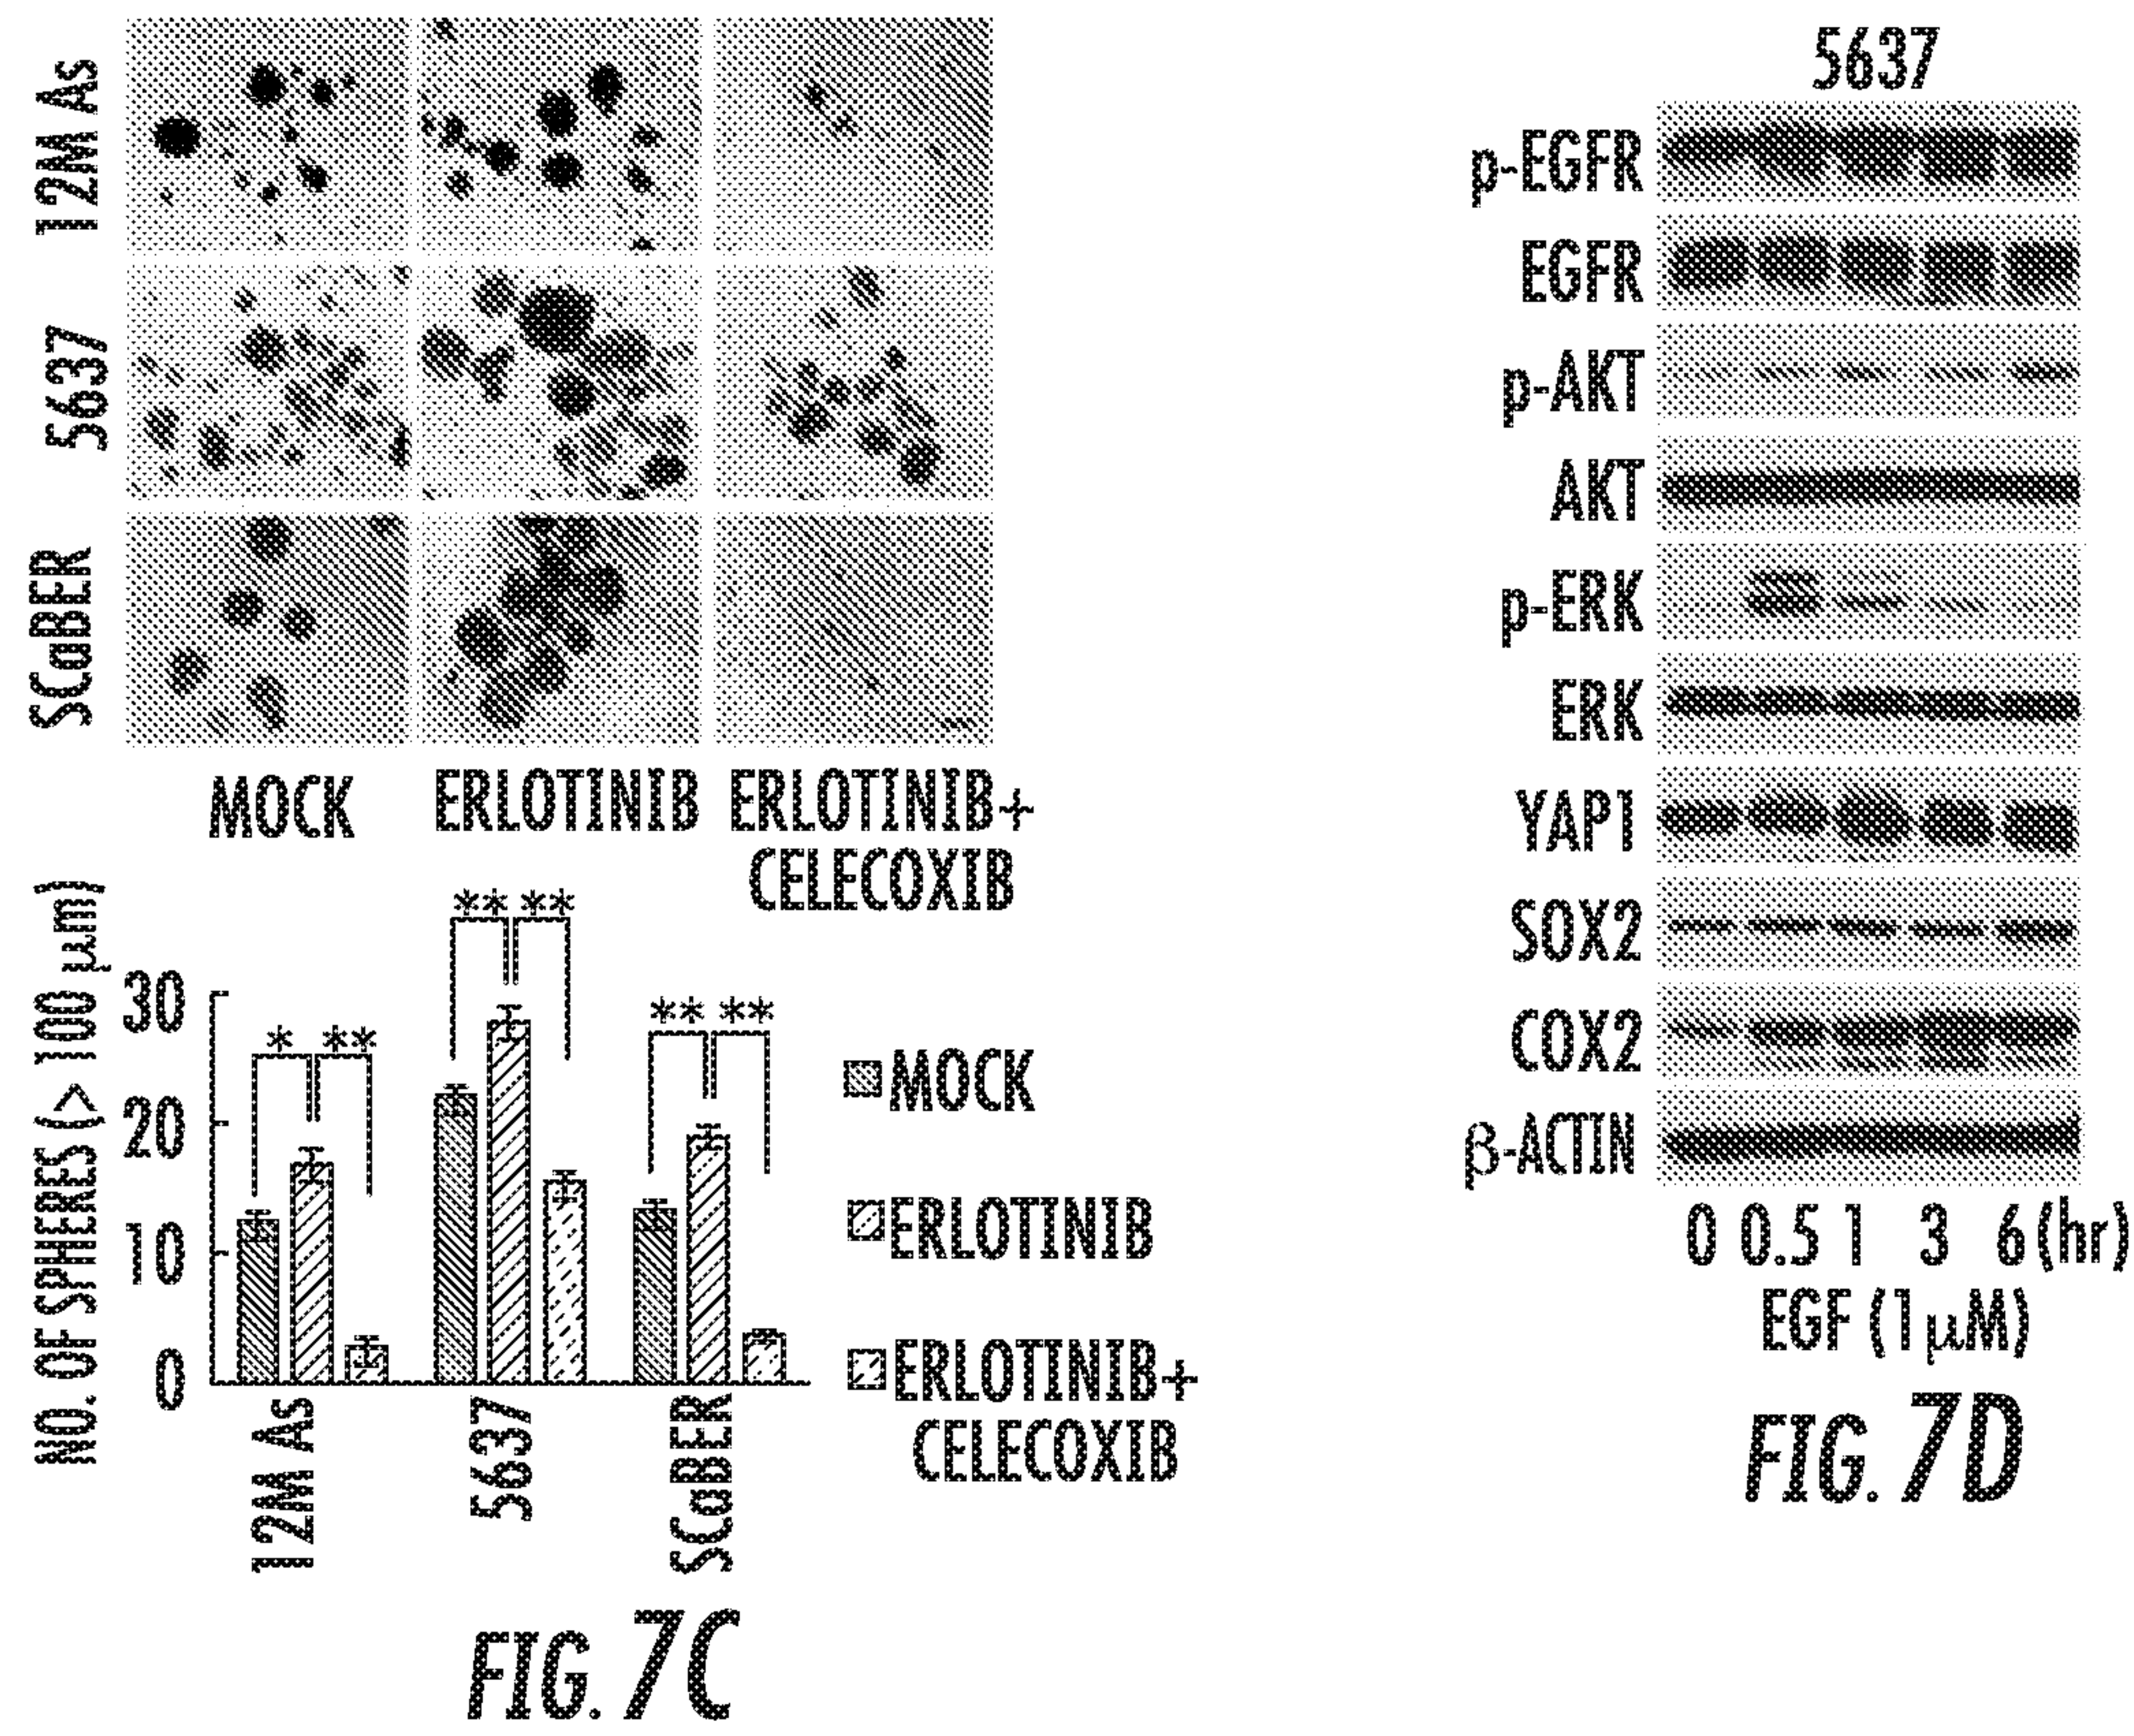 12M As
5637
SCaBER
MOCK
ERLOTINIB
ERLOTINIB+
CELECOXIB
NO. OF SPHERES (> 100 μm)
30
20
10
0
* **
** **
** **
12M As
5637
SCaBER
MOCK
ERLOTINIB
ERLOTINIB+
CELECOXIB
FIG. 7C
5637
p-EGFR
EGFR
p-AKT
AKT
p-ERK
ERK
YAP1
SOX2
COX2
β-ACTIN
0 0.5 1 3 6 (hr)
EGF (1μM)
FIG. 7D